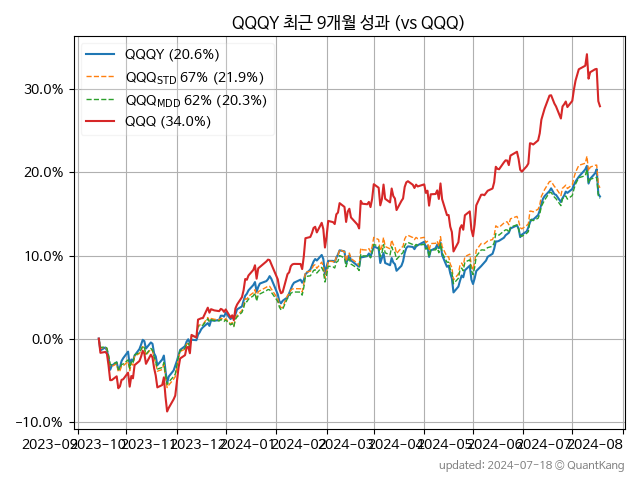 QQQY 최근 9개월 성과 (vs QQQ)
QQQY (20.6%)
QQQSTD 67% (21.9%)
QQQMDD 62% (20.3%)
QQQ (34.0%)
30.0%
20.0%
10.0%
0.0%
−10.0%
2023-09 2023-10 2023-11 2023-12 2024-01 2024-02 2024-03 2024-04 2024-05 2024-06 2024-07 2024-08
updated: 2024-07-18 © QuantKang